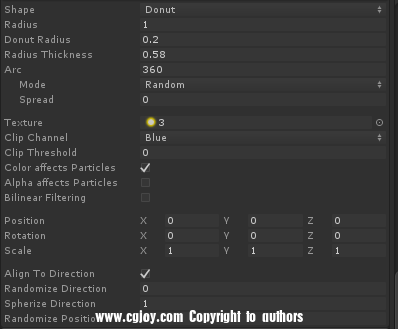 Shape Donut
Radius 1
Donut Radius 0.2
Radius Thickness 0.58
Arc 360
Mode Random
Spread 0
Texture 3
Clip Channel Blue
Clip Threshold 0
Color affects Particles
Alpha affects Particles
Bilinear Filtering
Position X 0 Y 0 Z 0
Rotation X 0 Y 0 Z 0
Scale X 1 Y 1 Z 1
Align To Direction
Randomize Direction 0
Spherize Direction 1
Randomize Position
www.cgjoy.com Copyright to authors